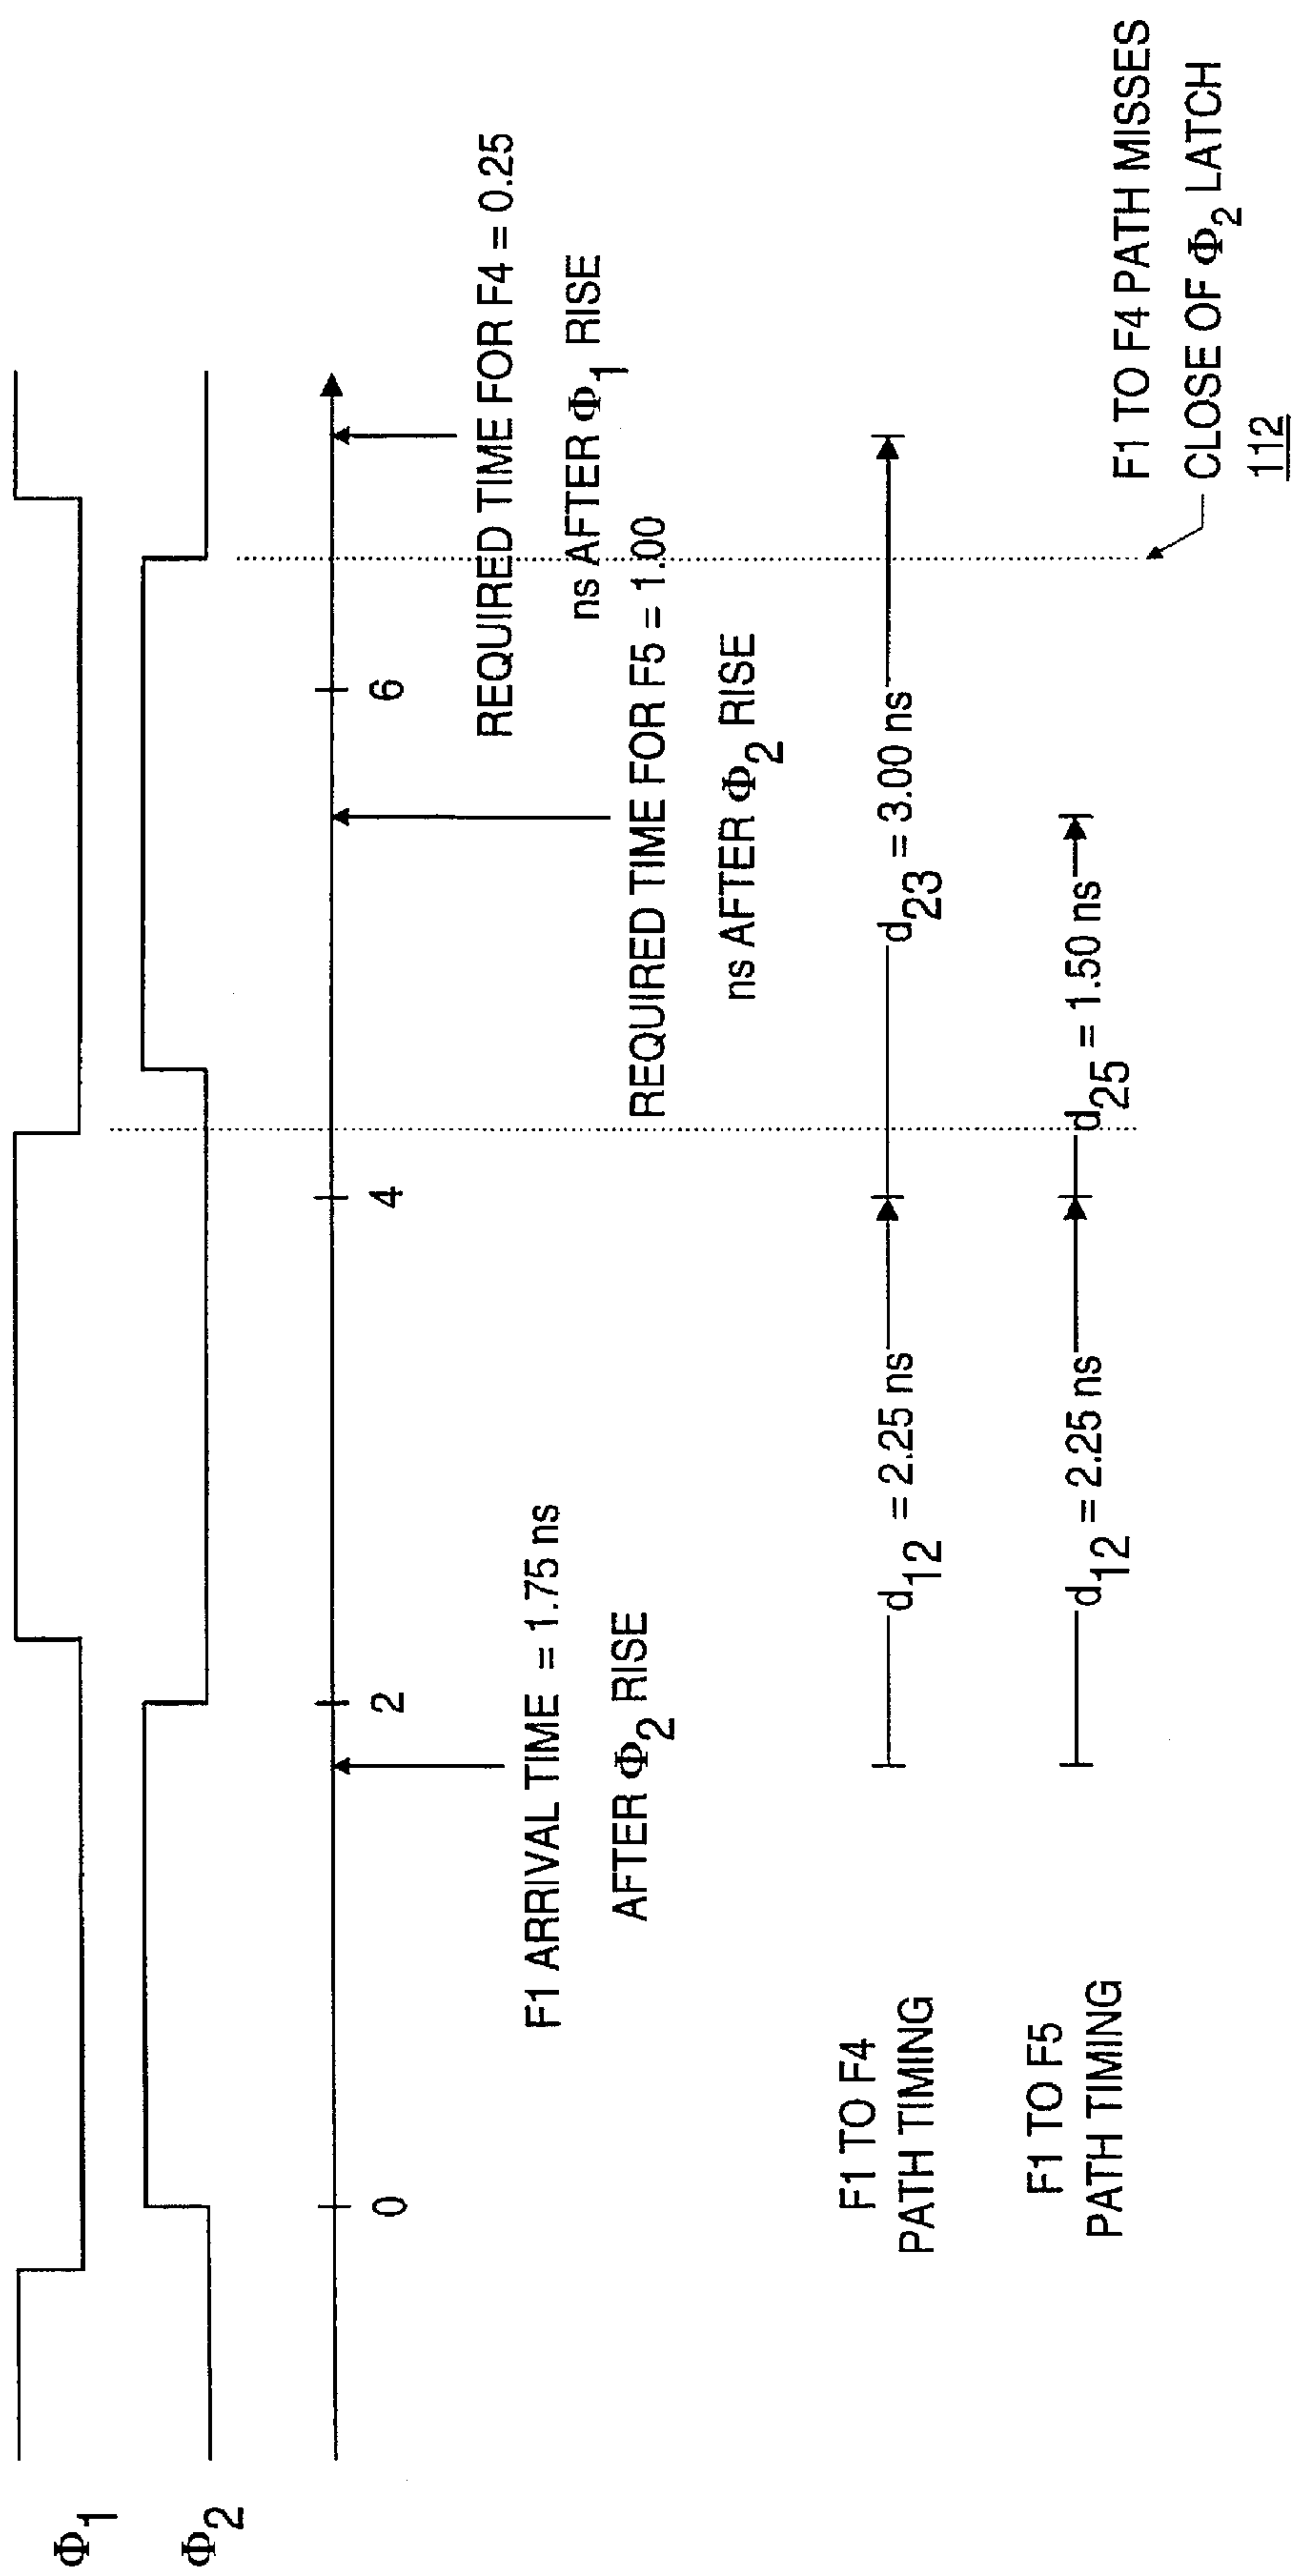 Φ1
Φ2
0
2
4
6
F1 ARRIVAL TIME = 1.75 ns
AFTER Φ2 RISE
REQUIRED TIME FOR F4 = 0.25
ns AFTER Φ1 RISE
REQUIRED TIME FOR F5 = 1.00
ns AFTER Φ2 RISE
F1 TO F4
PATH TIMING
d12 = 2.25 ns
d23 = 3.00 ns
F1 TO F5
PATH TIMING
d12 = 2.25 ns
d25 = 1.50 ns
F1 TO F4 PATH MISSES
CLOSE OF Φ2 LATCH
112